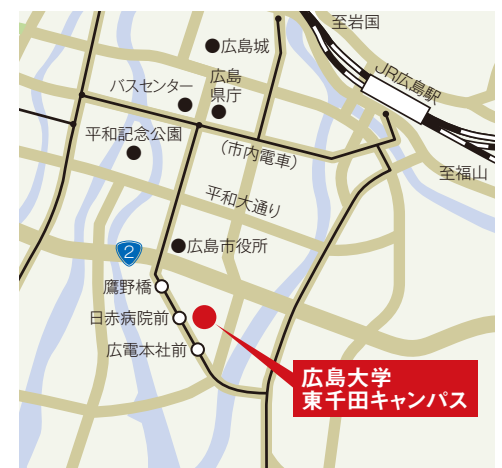 至岩国
広島城
JR広島駅
バスセンター
広島
県庁
平和記念公園
(市内電車)
至福山
平和大通り
広島市役所
2
鷹野橋
日赤病院前
広電本社前
広島大学
東千田キャンパス